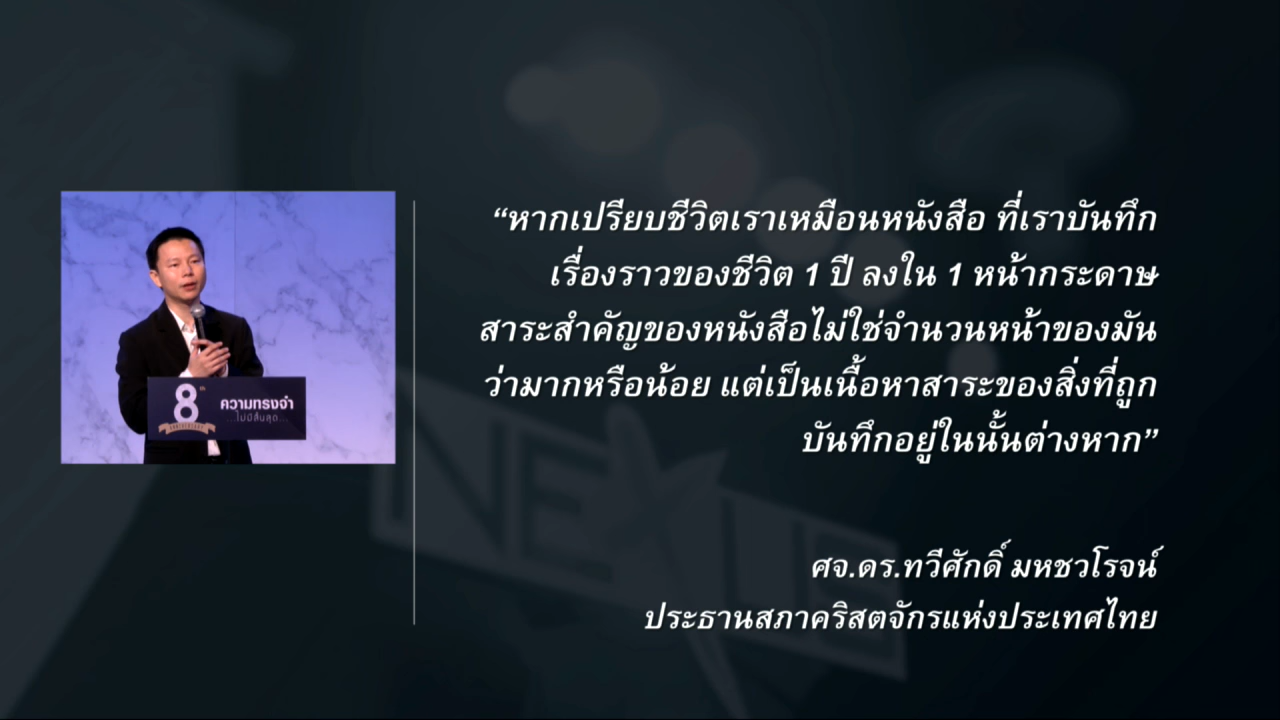 8th
ANNIVERSARY
ความทรงจำ
...ไม่มีสิ้นสุด...
“หากเปรียบชีวิตเราเหมือนหนังสือ ที่เราบันทึก
เรื่องราวของชีวิต 1 ปี ลงใน 1 หน้ากระดาษ
สาระสำคัญของหนังสือไม่ใช่จำนวนหน้าของมัน
ว่ามากหรือน้อย แต่เป็นเนื้อหาสาระของสิ่งที่ถูก
บันทึกอยู่ในนั้นต่างหาก”
NEXUS
ศจ.ดร.ทวีศักดิ์ มหชวโรจน์
ประธานสภาคริสตจักรแห่งประเทศไทย